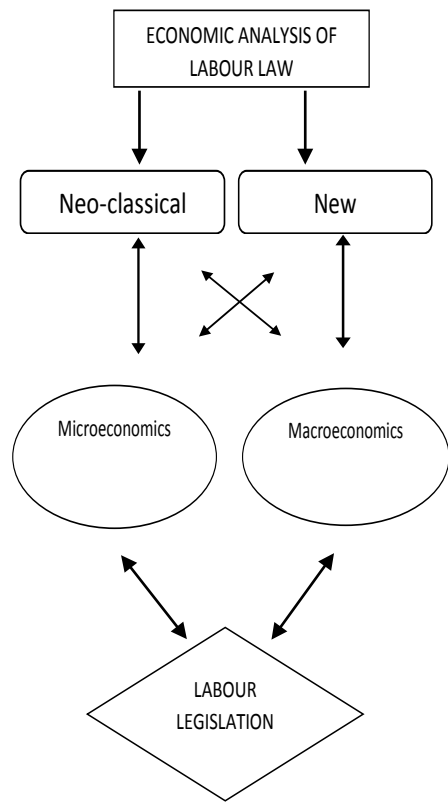 ECONOMIC ANALYSIS OF
LABOUR LAW
Neo-classical
New
Microeconomics
Macroeconomics
LABOUR
LEGISLATION